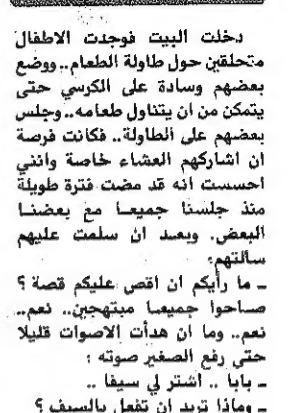 دخلت البيت فوجدت الاطفال
متحلقين حول طاولة الطعام.. ووضع
بعضهم وسادة على الكرسي حتى
يتمكن من ان يتناول طعامه.. وجلس
بعضهم على الطاولة.. فكانت فرصة
ان اشاركهم العشاء خاصة وانني
احسست انه قد مضت فترة طويلة
منذ جلسنا جميعا مع بعضنا
البعض. وبعد ان سلمت عليهم
سألتهم:
ـ ما رأيكم ان اقص عليكم قصة ؟
صاحوا جميعا مبتهجين.. نعم..
نعم.. وما ان هدأت الاصوات قليلا
حتى رفع الصغير صوته :
ـ بابا .. اشتر لي سيفا ..
ـ وماذا تريد ان تفعل بالسيف ؟